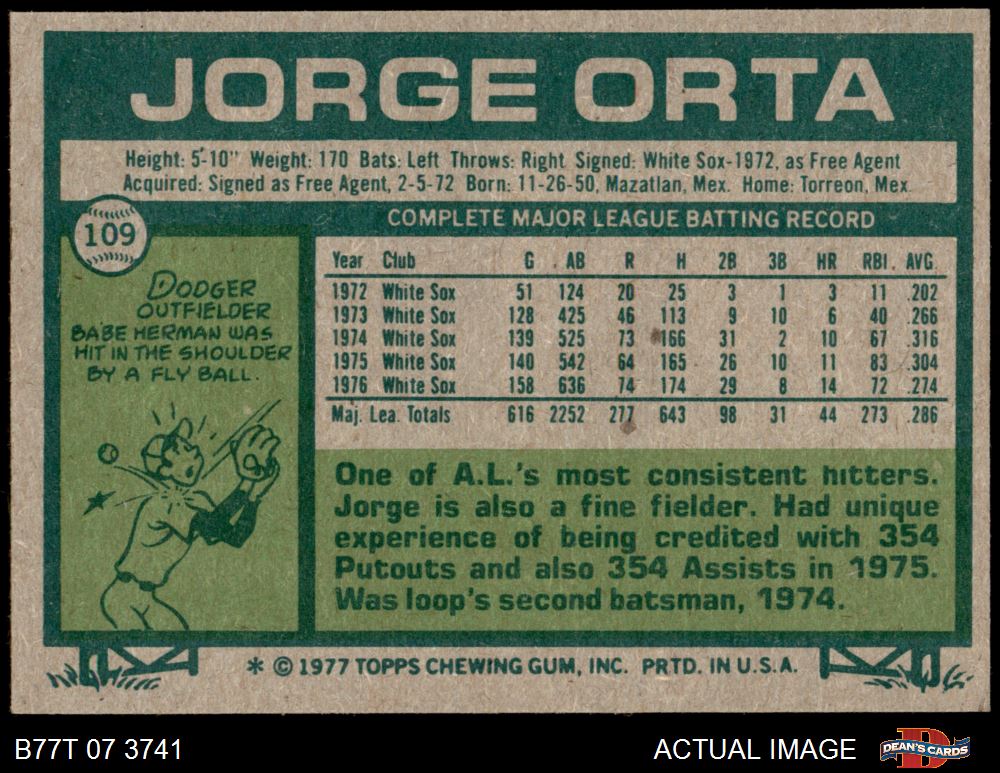 JORGE ORTA
Height: 5'-10" Weight: 170 Bats: Left Throws: Right Signed: White Sox-1972, as Free Agent
Acquired: Signed as Free Agent, 2-5-72 Born: 11-26-50, Mazatlan, Mex. Home: Torreon, Mex
109
COMPLETE MAJOR LEAGUE BATTING RECORD
DODGER
OUTFIELDER
BABE HERMAN WAS
HIT IN THE SHOULDER
BY A FLY BALL.
Year Club G AB R H 2B 3B HR RBI AVG.
1972 White Sox 51 124 20 25 3 1 3 11 .202
1973 White Sox 128 425 46 113 9 10 6 40 .266
1974 White Sox 139 525 73 166 31 2 10 67 .316
1975 White Sox 140 542 64 165 26 10 11 83 .304
1976 White Sox 158 636 74 174 29 8 14 72 .274
Maj. Lea. Totals 616 2252 277 643 98 31 44 273 .286
One of A.L.'s most consistent hitters.
Jorge is also a fine fielder. Had unique
experience of being credited with 354
Putouts and also 354 Assists in 1975.
Was loop's second batsman, 1974.
* © 1977 TOPPS CHEWING GUM, INC. PRTD. IN U.S.A.
B77T 07 3741
ACTUAL IMAGE
DEAN'S CARDS